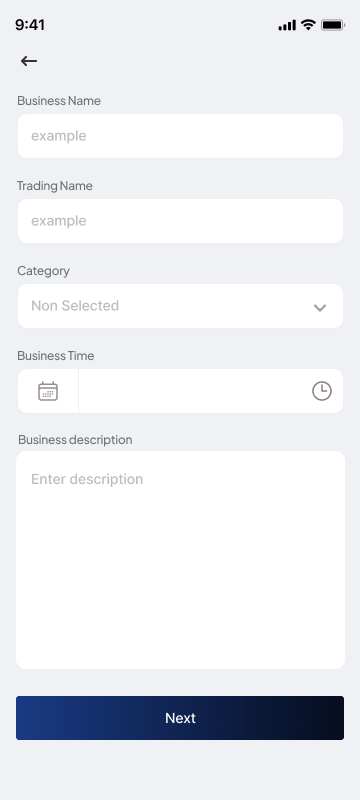 9:41
Business Name
example
Trading Name
example
Category
Non Selected
Business Time
Business description
Enter description
Next